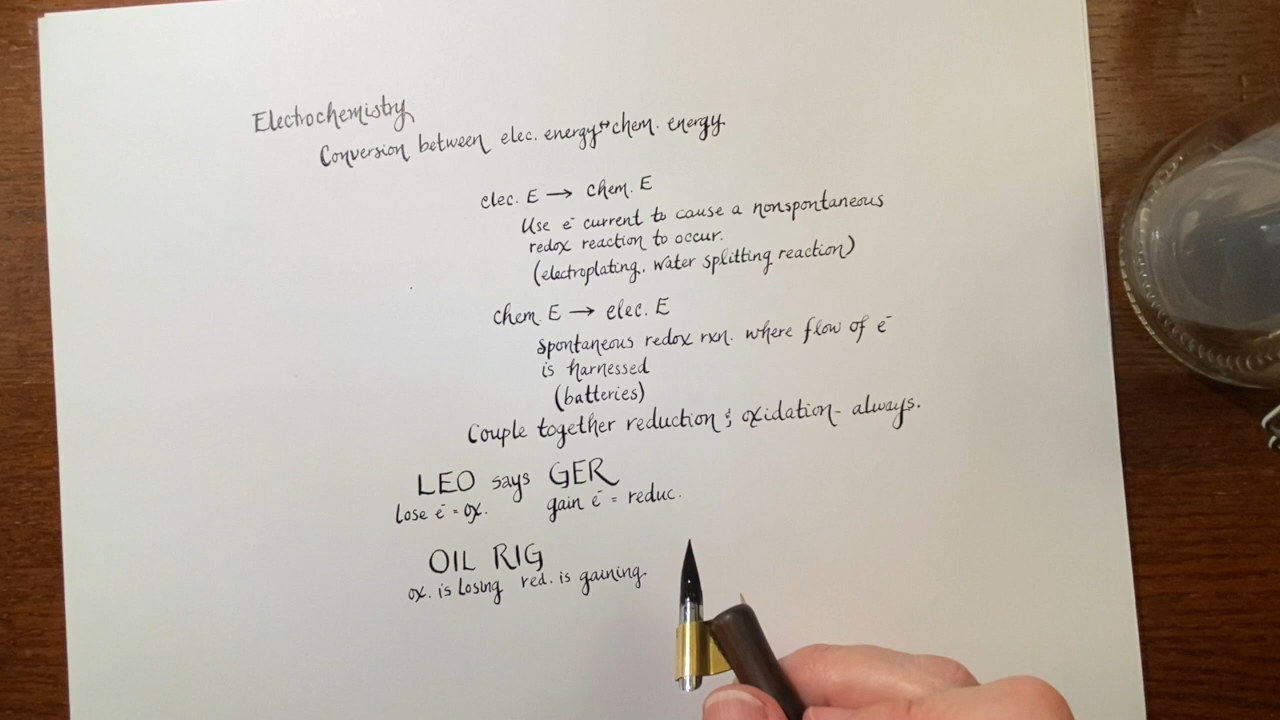 Electrochemistry
Conversion between elec. energy ↔ chem. energy
elec. E → chem. E
Use e⁻ current to cause a nonspontaneous
redox reaction to occur.
(electroplating, water splitting reaction)
chem. E → elec. E
Spontaneous redox rxn. where flow of e⁻
is harnessed
(batteries)
Couple together reduction & oxidation - always.
LEO says GER
lose e⁻ = ox. gain e⁻ = reduc.
OIL RIG
ox. is losing red. is gaining